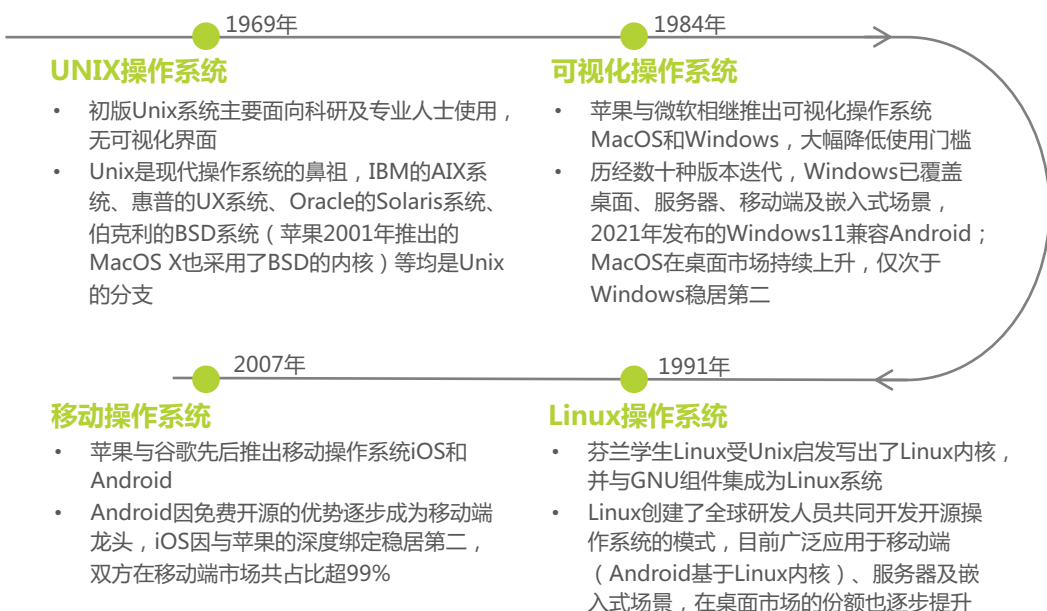 1969年
UNIX操作系统
• 初版Unix系统主要面向科研及专业人士使用，
无可视化界面
• Unix是现代操作系统的鼻祖，IBM的AIX系
统、惠普的UX系统、Oracle的Solaris系统、
伯克利的BSD系统（苹果2001年推出的
MacOS X也采用了BSD的内核）等均是Unix
的分支
1984年
可视化操作系统
• 苹果与微软相继推出可视化操作系统
MacOS和Windows，大幅降低使用门槛
• 历经数十种版本迭代，Windows已覆盖
桌面、服务器、移动端及嵌入式场景，
2021年发布的Windows11兼容Android；
MacOS在桌面市场持续上升，仅次于
Windows稳居第二
1991年
Linux操作系统
• 芬兰学生Linux受Unix启发写出了Linux内核，
并与GNU组件集成为Linux系统
• Linux创建了全球研发人员共同开发开源操
作系统的模式，目前广泛应用于移动端
（Android基于Linux内核）、服务器及嵌
入式场景，在桌面市场的份额也逐步提升
2007年
移动操作系统
• 苹果与谷歌先后推出移动操作系统iOS和
Android
• Android因免费开源的优势逐步成为移动端
龙头，iOS因与苹果的深度绑定稳居第二，
双方在移动端市场共占比超99%